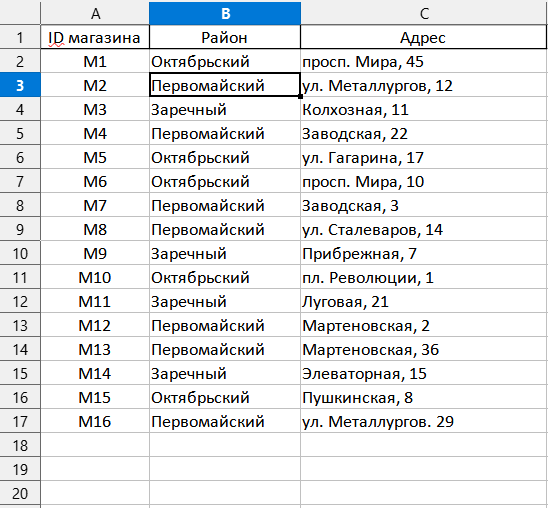 A B C
1 ID магазина Район Адрес
2 M1 Октябрьский просп. Мира, 45
3 M2 Первомайский ул. Металлургов, 12
4 M3 Заречный Колхозная, 11
5 M4 Первомайский Заводская, 22
6 M5 Октябрьский ул. Гагарина, 17
7 M6 Октябрьский просп. Мира, 10
8 M7 Первомайский Заводская, 3
9 M8 Первомайский ул. Сталеваров, 14
10 M9 Заречный Прибрежная, 7
11 M10 Октябрьский пл. Революции, 1
12 M11 Заречный Луговая, 21
13 M12 Первомайский Мартеновская, 2
14 M13 Первомайский Мартеновская, 36
15 M14 Заречный Элеваторная, 15
16 M15 Октябрьский Пушкинская, 8
17 M16 Первомайский ул. Металлургов. 29
18
19
20